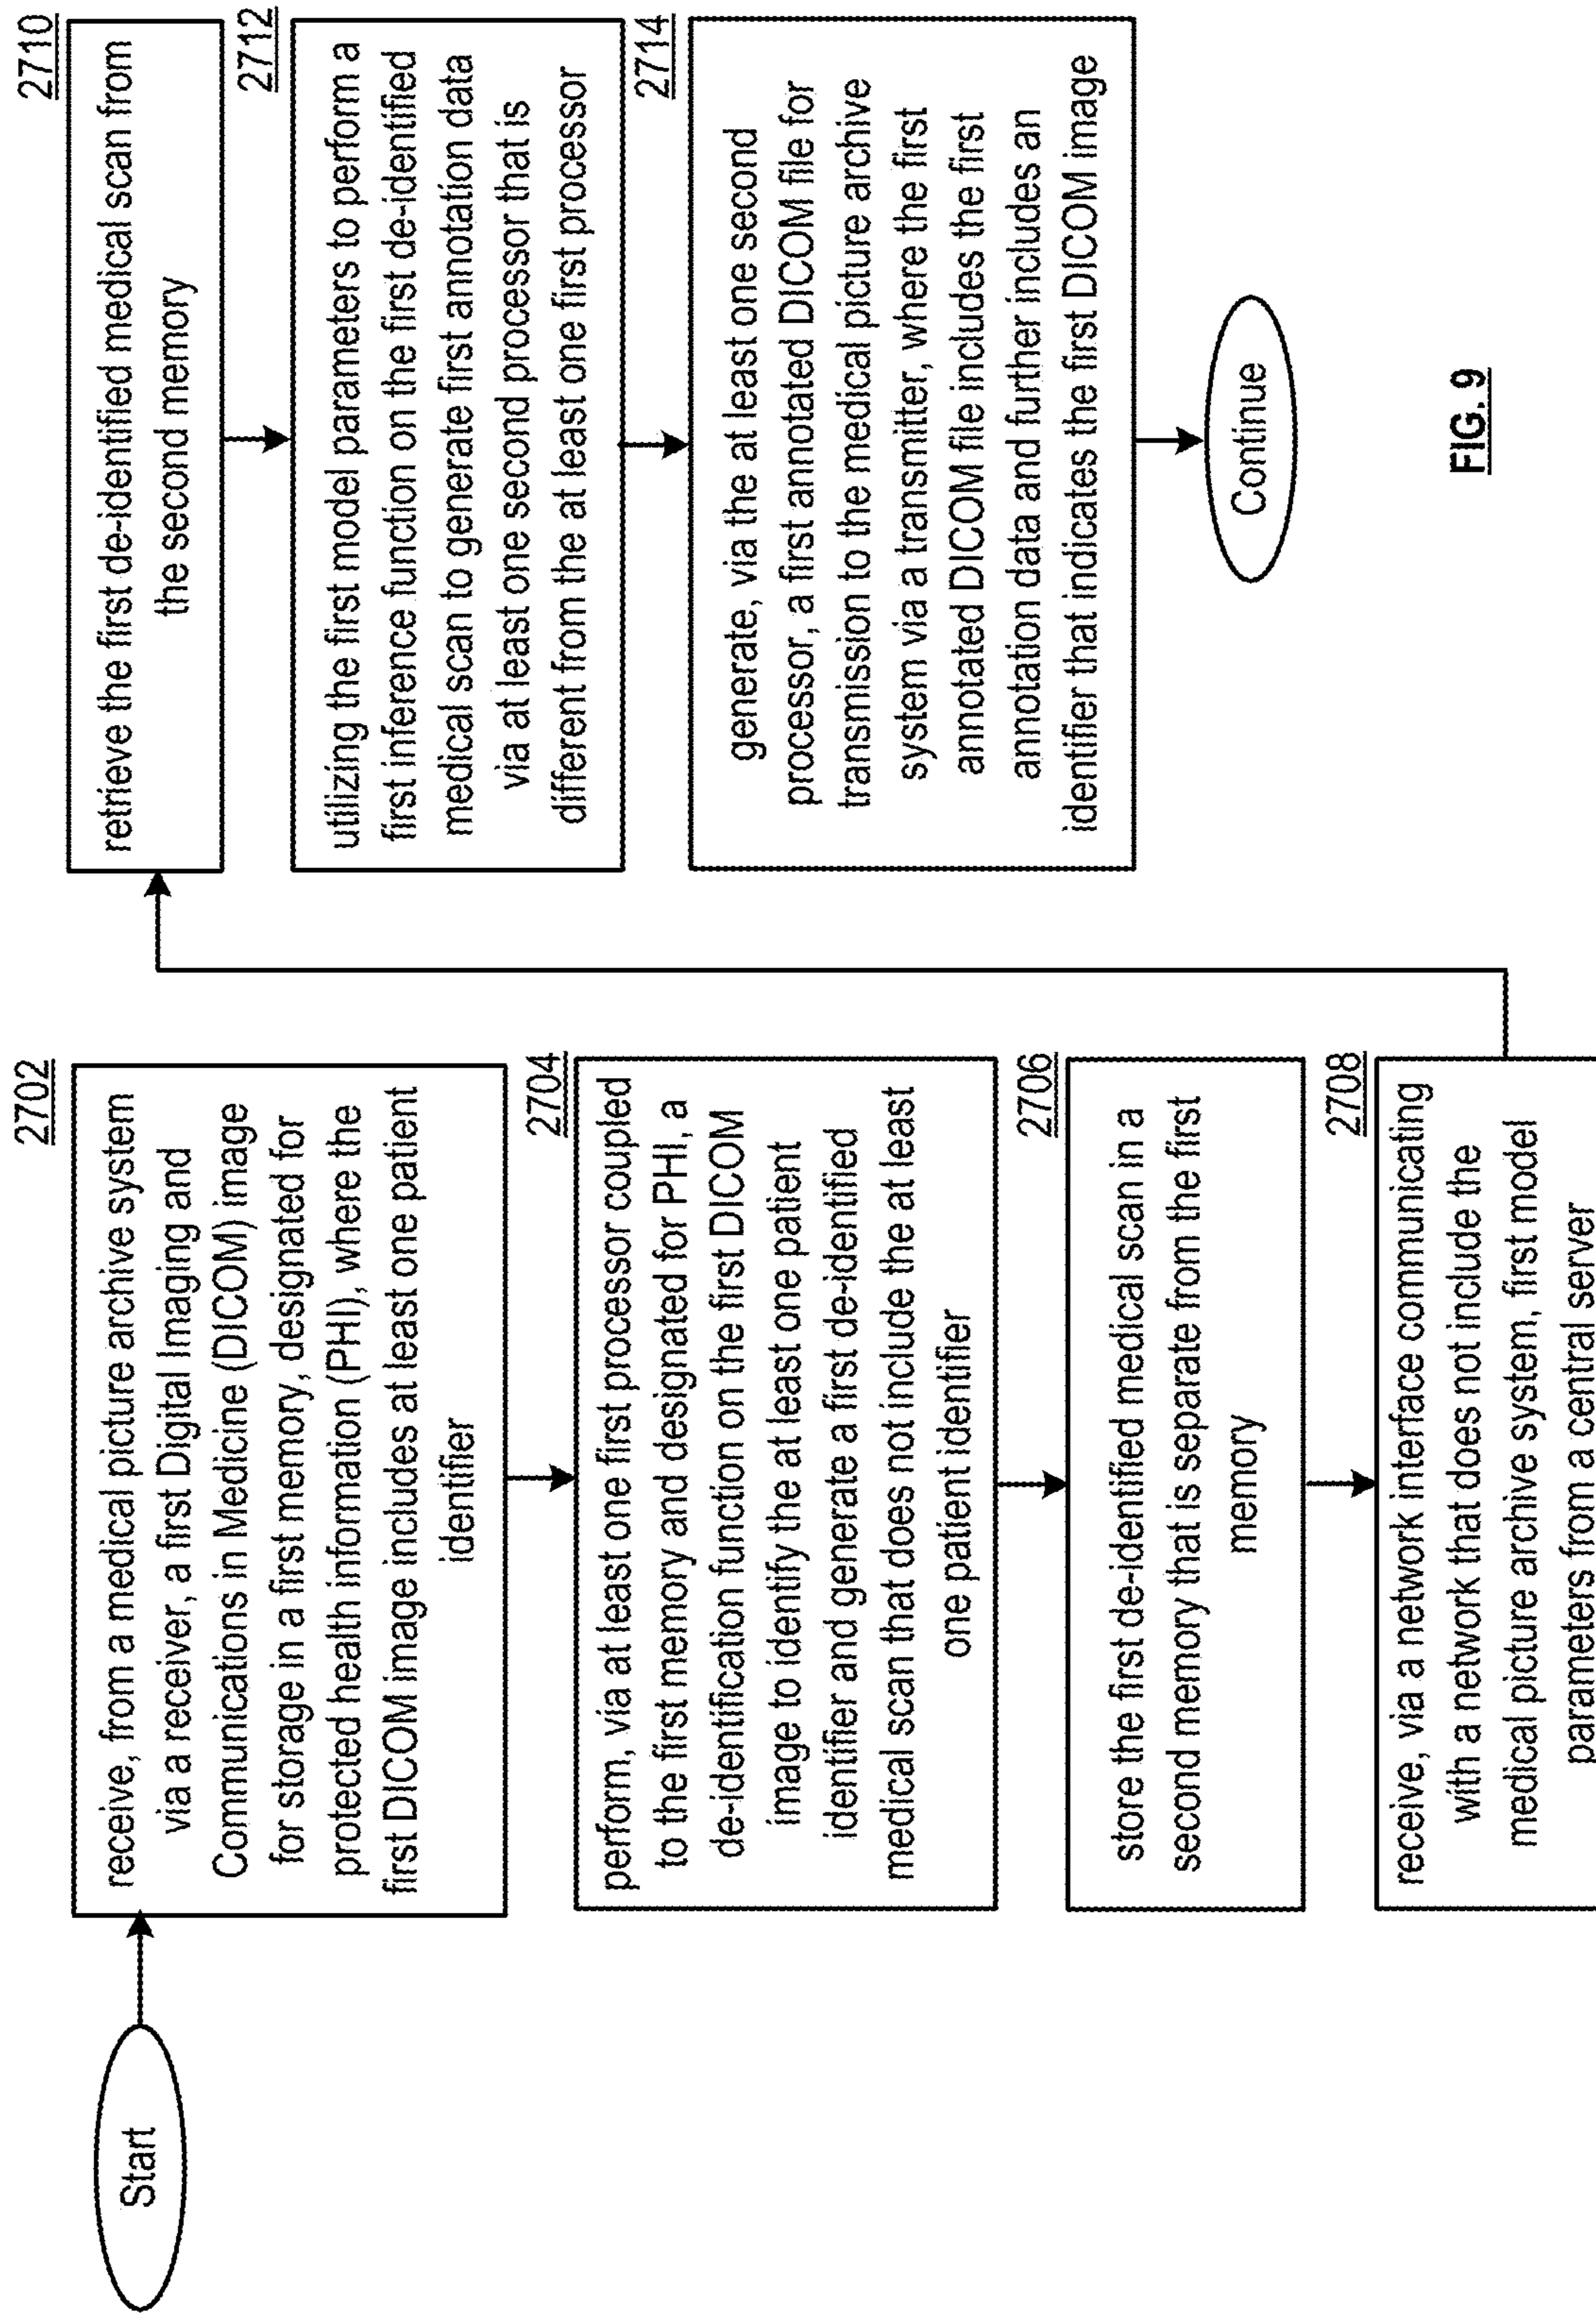 Start
2702
receive, from a medical picture archive system
via a receiver, a first Digital Imaging and
Communications in Medicine (DICOM) image
for storage in a first memory, designated for
protected health information (PHI), where the
first DICOM image includes at least one patient
identifier
2704
perform, via at least one first processor coupled
to the first memory and designated for PHI, a
de-identification function on the first DICOM
image to identify the at least one patient
identifier and generate a first de-identified
medical scan that does not include the at least
one patient identifier
2706
store the first de-identified medical scan in a
second memory that is separate from the first
memory
2708
receive, via a network interface communicating
with a network that does not include the
medical picture archive system, first model
parameters from a central server
2710
retrieve the first de-identified medical scan from
the second memory
2712
utilizing the first model parameters to perform a
first inference function on the first de-identified
medical scan to generate first annotation data
via at least one second processor that is
different from the at least one first processor
2714
generate, via the at least one second
processor, a first annotated DICOM file for
transmission to the medical picture archive
system via a transmitter, where the first
annotated DICOM file includes the first
annotation data and further includes an
identifier that indicates the first DICOM image
Continue
FIG. 9